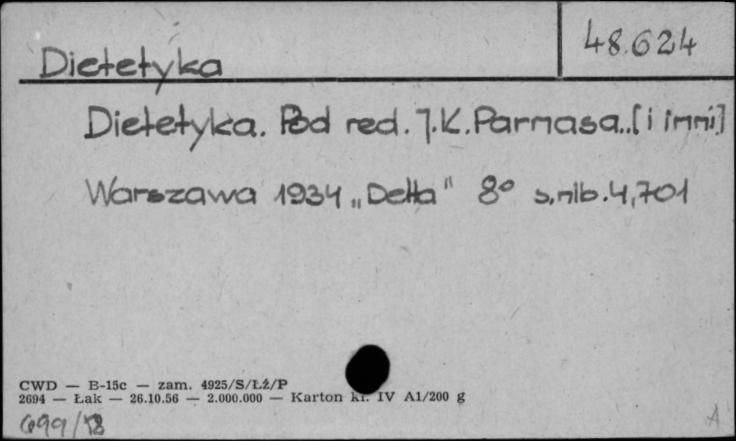 48.624
Dietetyka
Dietetyka. Pod red. J.K.Parnasa..[i inni]
Warszawa 1934 „Delta" 8° s.nlb.4,701
CWD — B-15c — zam. 4925/S/ŁŻ/P
2694 — Łak — 26.10.56 — 2.000.000 — Karton kl. IV A1/200 g
499/58
A